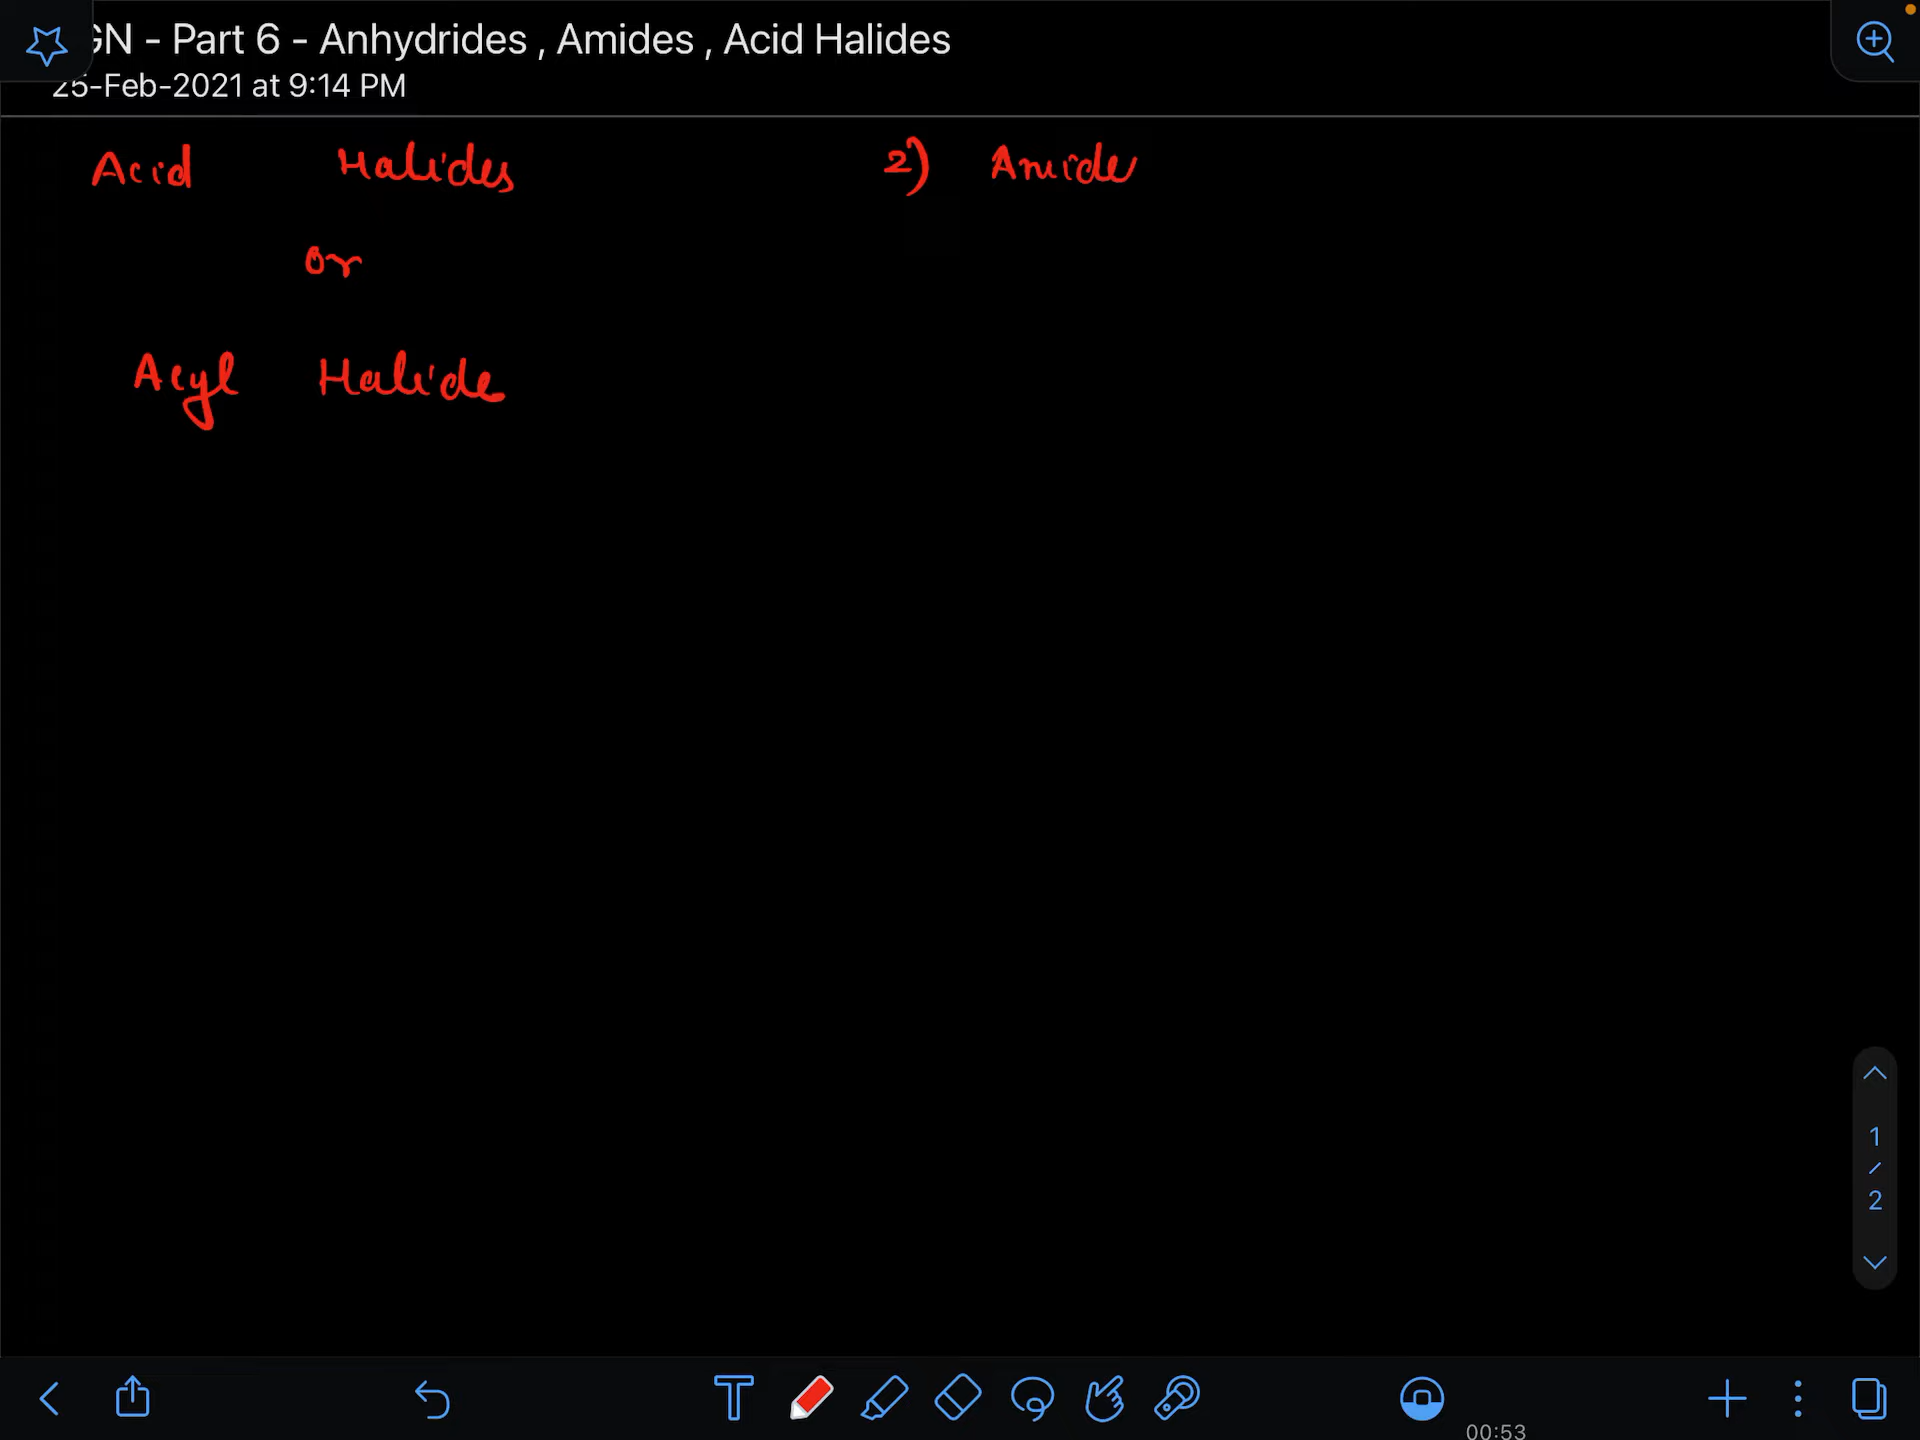 GN - Part 6 - Anhydrides , Amides , Acid Halides
25-Feb-2021 at 9:14 PM
Acid Halides
or
Acyl Halide
2) Amide
1
/
2
00:53